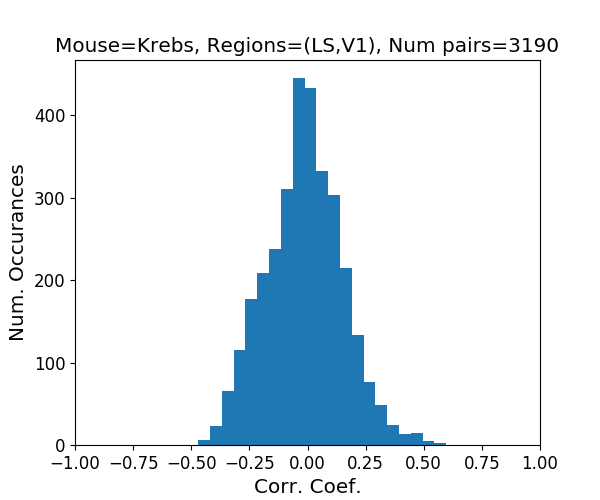 Mouse=Krebs, Regions=(LS,V1), Num pairs=3190
Num. Occurances
400
300
200
100
0
−1.00 −0.75 −0.50 −0.25 0.00 0.25 0.50 0.75 1.00
Corr. Coef.